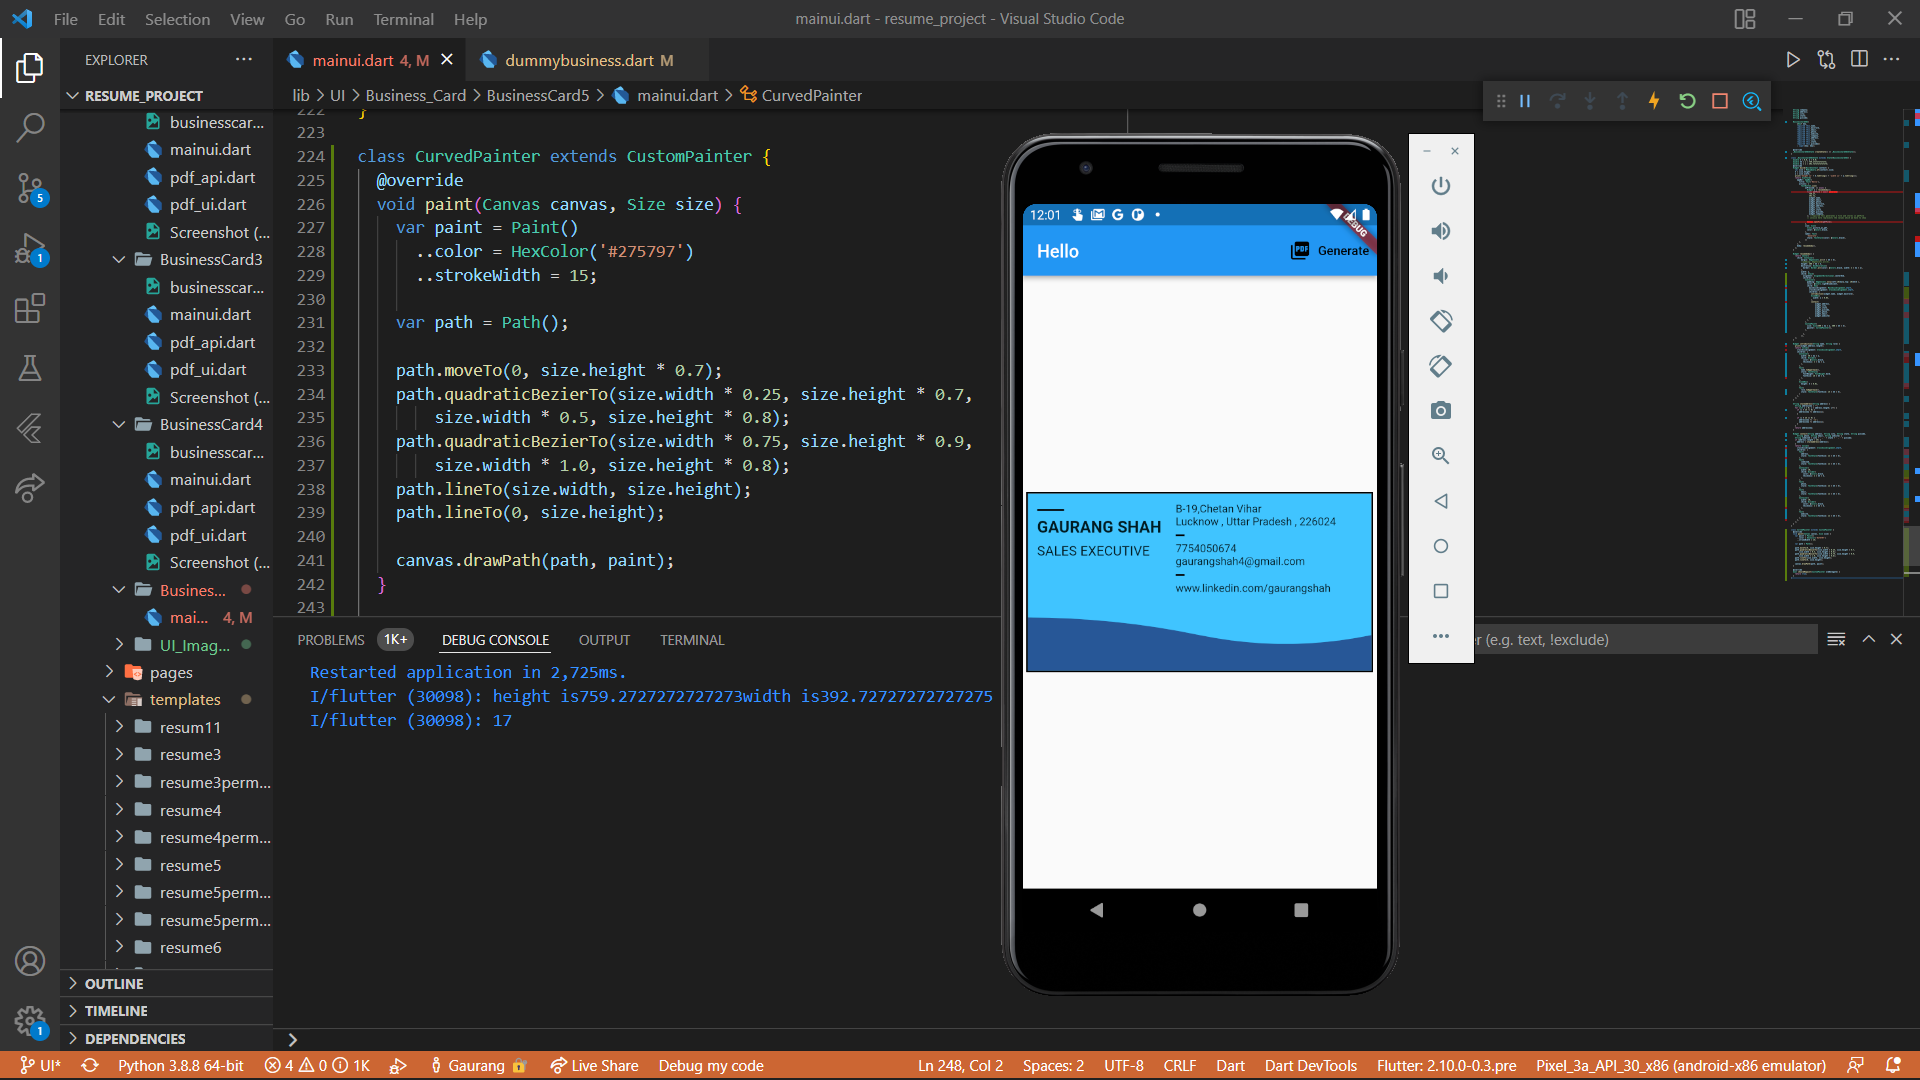 File Edit Selection View Go Run Terminal Help
mainui.dart - resume_project - Visual Studio Code
EXPLORER
mainui.dart 4, M
dummybusiness.dart M
RESUME_PROJECT
lib > UI > Business_Card > BusinessCard5 > mainui.dart > CurvedPainter
businesscar...
mainui.dart
pdf_api.dart
pdf_ui.dart
Screenshot (...
BusinessCard3
businesscar...
mainui.dart
pdf_api.dart
pdf_ui.dart
Screenshot (...
BusinessCard4
businesscar...
mainui.dart
pdf_api.dart
pdf_ui.dart
Screenshot (...
Busines...
mai... 4, M
UI_Imag...
pages
templates
resum11
resume3
resume3perm...
resume4
resume4perm...
resume5
resume5perm...
resume5perm...
resume6
OUTLINE
TIMELINE
DEPENDENCIES
5
1
1
222 }
223
224 class CurvedPainter extends CustomPainter {
225 @override
226 void paint(Canvas canvas, Size size) {
227 var paint = Paint()
228 ..color = HexColor('#275797')
229 ..strokeWidth = 15;
230
231 var path = Path();
232
233 path.moveTo(0, size.height * 0.7);
234 path.quadraticBezierTo(size.width * 0.25, size.height * 0.7,
235 size.width * 0.5, size.height * 0.8);
236 path.quadraticBezierTo(size.width * 0.75, size.height * 0.9,
237 size.width * 1.0, size.height * 0.8);
238 path.lineTo(size.width, size.height);
239 path.lineTo(0, size.height);
240
241 canvas.drawPath(path, paint);
242 }
243
PROBLEMS 1K+ DEBUG CONSOLE OUTPUT TERMINAL
(e.g. text, !exclude)
Restarted application in 2,725ms.
I/flutter (30098): height is759.2727272727273width is392.72727272727275
I/flutter (30098): 17
12:01
DEBUG
Hello
PDF Generate
GAURANG SHAH
SALES EXECUTIVE
B-19,Chetan Vihar
Lucknow , Uttar Pradesh , 226024
7754050674
gaurangshah4@gmail.com
www.linkedin.com/gaurangshah
UI* Python 3.8.8 64-bit 4 0 1K Gaurang Live Share Debug my code
Ln 248, Col 2 Spaces: 2 UTF-8 CRLF Dart Dart DevTools Flutter: 2.10.0-0.3.pre Pixel_3a_API_30_x86 (android-x86 emulator)